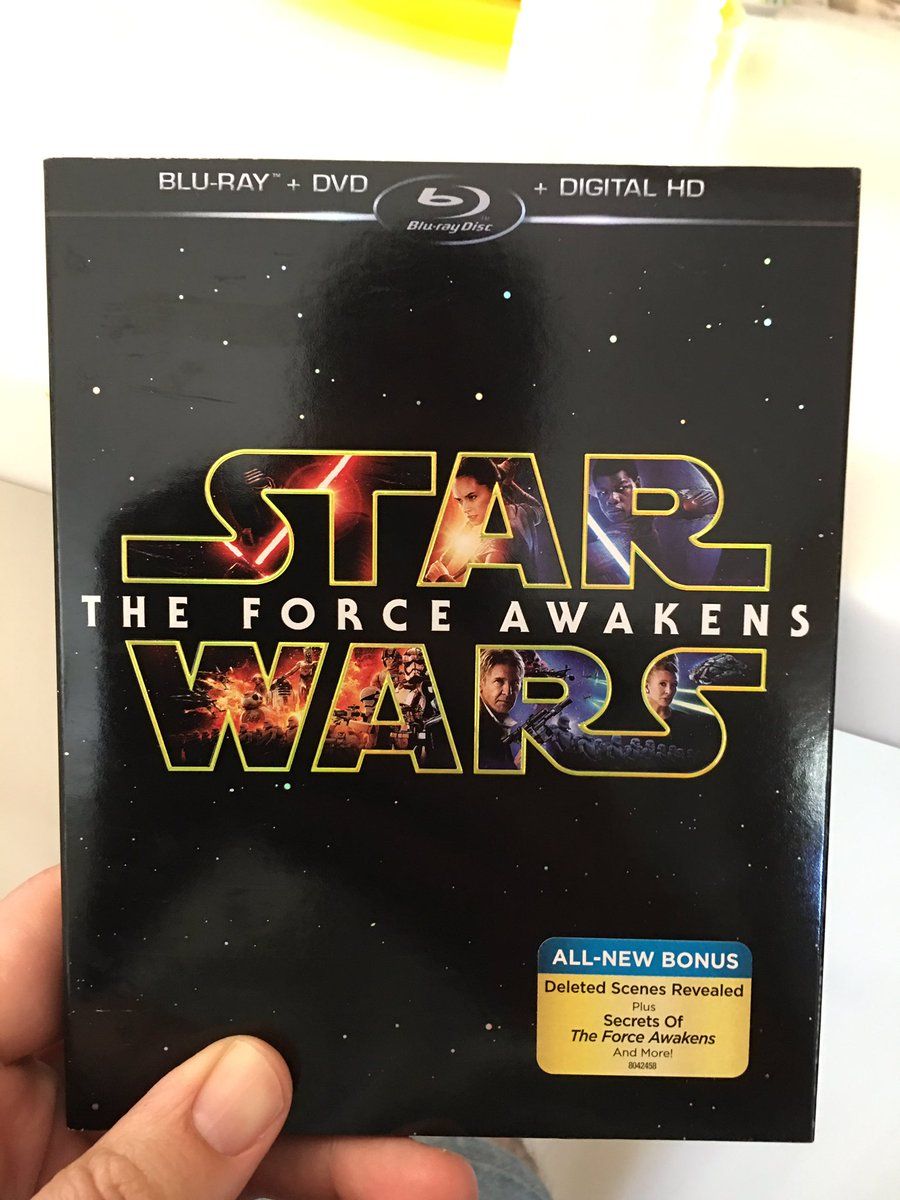 BLU-RAY™ + DVD
Blu-ray Disc™
+ DIGITAL HD
STAR
THE FORCE AWAKENS
WARS
ALL-NEW BONUS
Deleted Scenes Revealed
Plus
Secrets Of
The Force Awakens
And More!
8042458